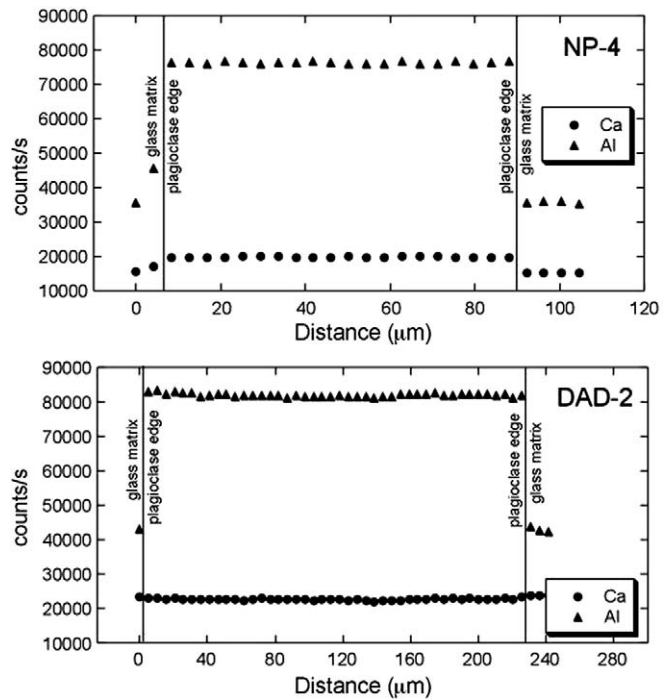 90000
80000
70000
60000
50000
40000
30000
20000
10000
counts/s
NP-4
glass matrix
plagioclase edge
plagioclase edge
glass matrix
Ca
Al
0 20 40 60 80 100 120
Distance (μm)
90000
80000
70000
60000
50000
40000
30000
20000
10000
counts/s
DAD-2
glass matrix
plagioclase edge
plagioclase edge
glass matrix
Ca
Al
0 40 80 120 160 200 240 280
Distance (μm)